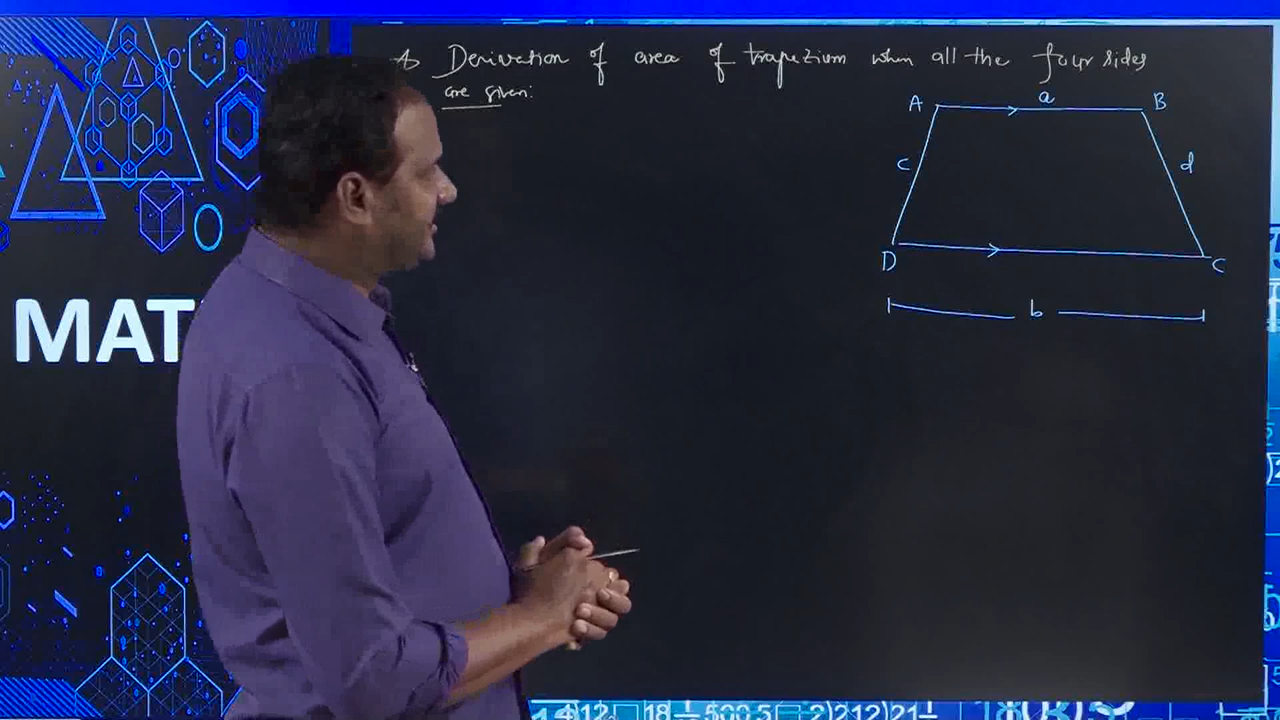 Derivation of area of trapezium when all the four sides
are given:
A
a
B
c
d
D
C
b
MAT